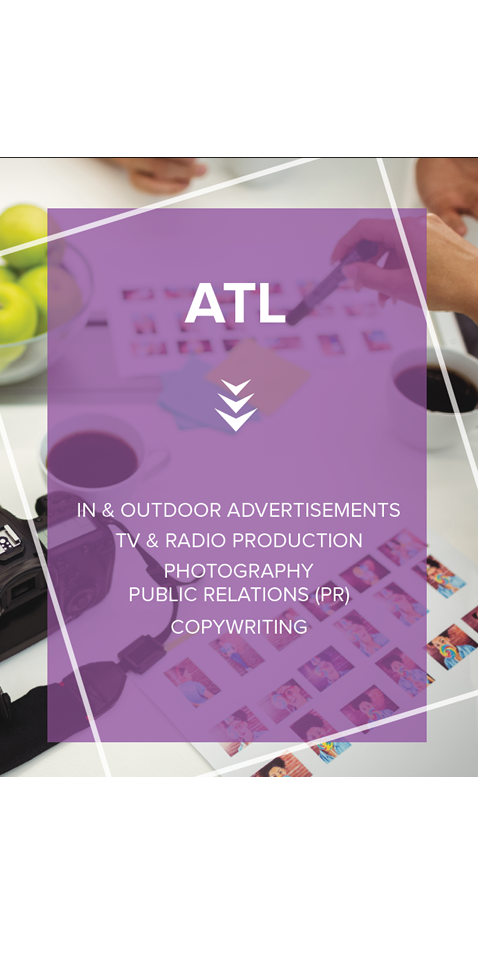 ATL
IN & OUTDOOR ADVERTISEMENTS
TV & RADIO PRODUCTION
PHOTOGRAPHY
PUBLIC RELATIONS (PR)
COPYWRITING